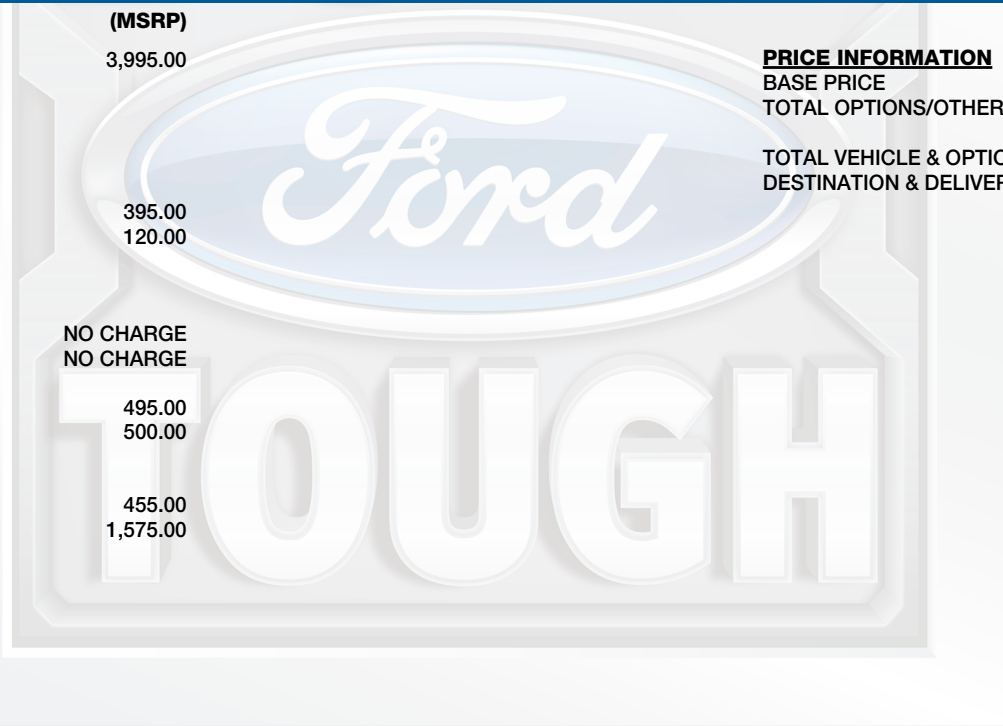 (MSRP)
3,995.00
395.00
120.00
NO CHARGE
NO CHARGE
495.00
500.00
455.00
1,575.00
PRICE INFORMATION
BASE PRICE
TOTAL OPTIONS/OTHER
TOTAL VEHICLE & OPTIO
DESTINATION & DELIVER
Ford
TOUGH